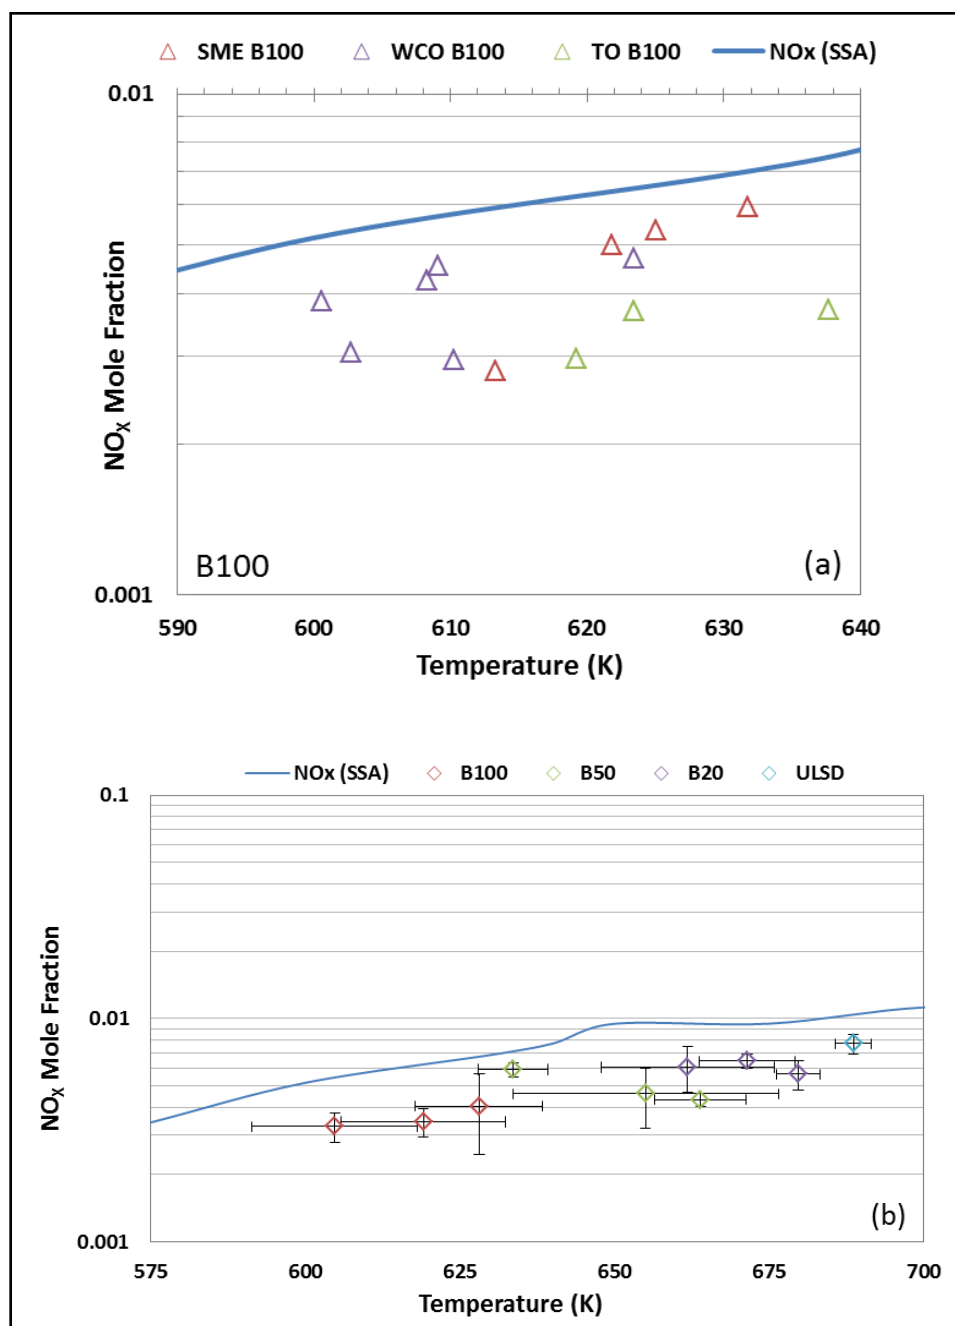 SME B100 WCO B100 TO B100 NOx (SSA)
0.01
NOX Mole Fraction
B100 (a)
0.001
590 600 610 620 630 640
Temperature (K)
NOx (SSA) B100 B50 B20 ULSD
0.1
NOX Mole Fraction
0.01
(b)
0.001
575 600 625 650 675 700
Temperature (K)